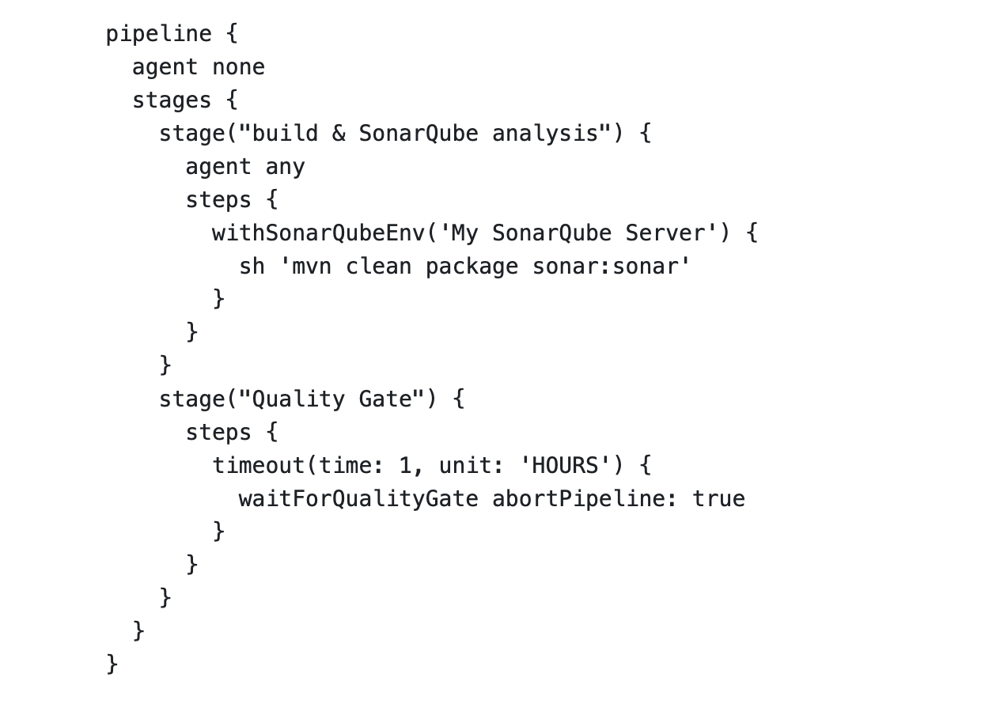 pipeline {
  agent none
  stages {
    stage("build & SonarQube analysis") {
      agent any
      steps {
        withSonarQubeEnv('My SonarQube Server') {
          sh 'mvn clean package sonar:sonar'
        }
      }
    }
    stage("Quality Gate") {
      steps {
        timeout(time: 1, unit: 'HOURS') {
          waitForQualityGate abortPipeline: true
        }
      }
    }
  }
}